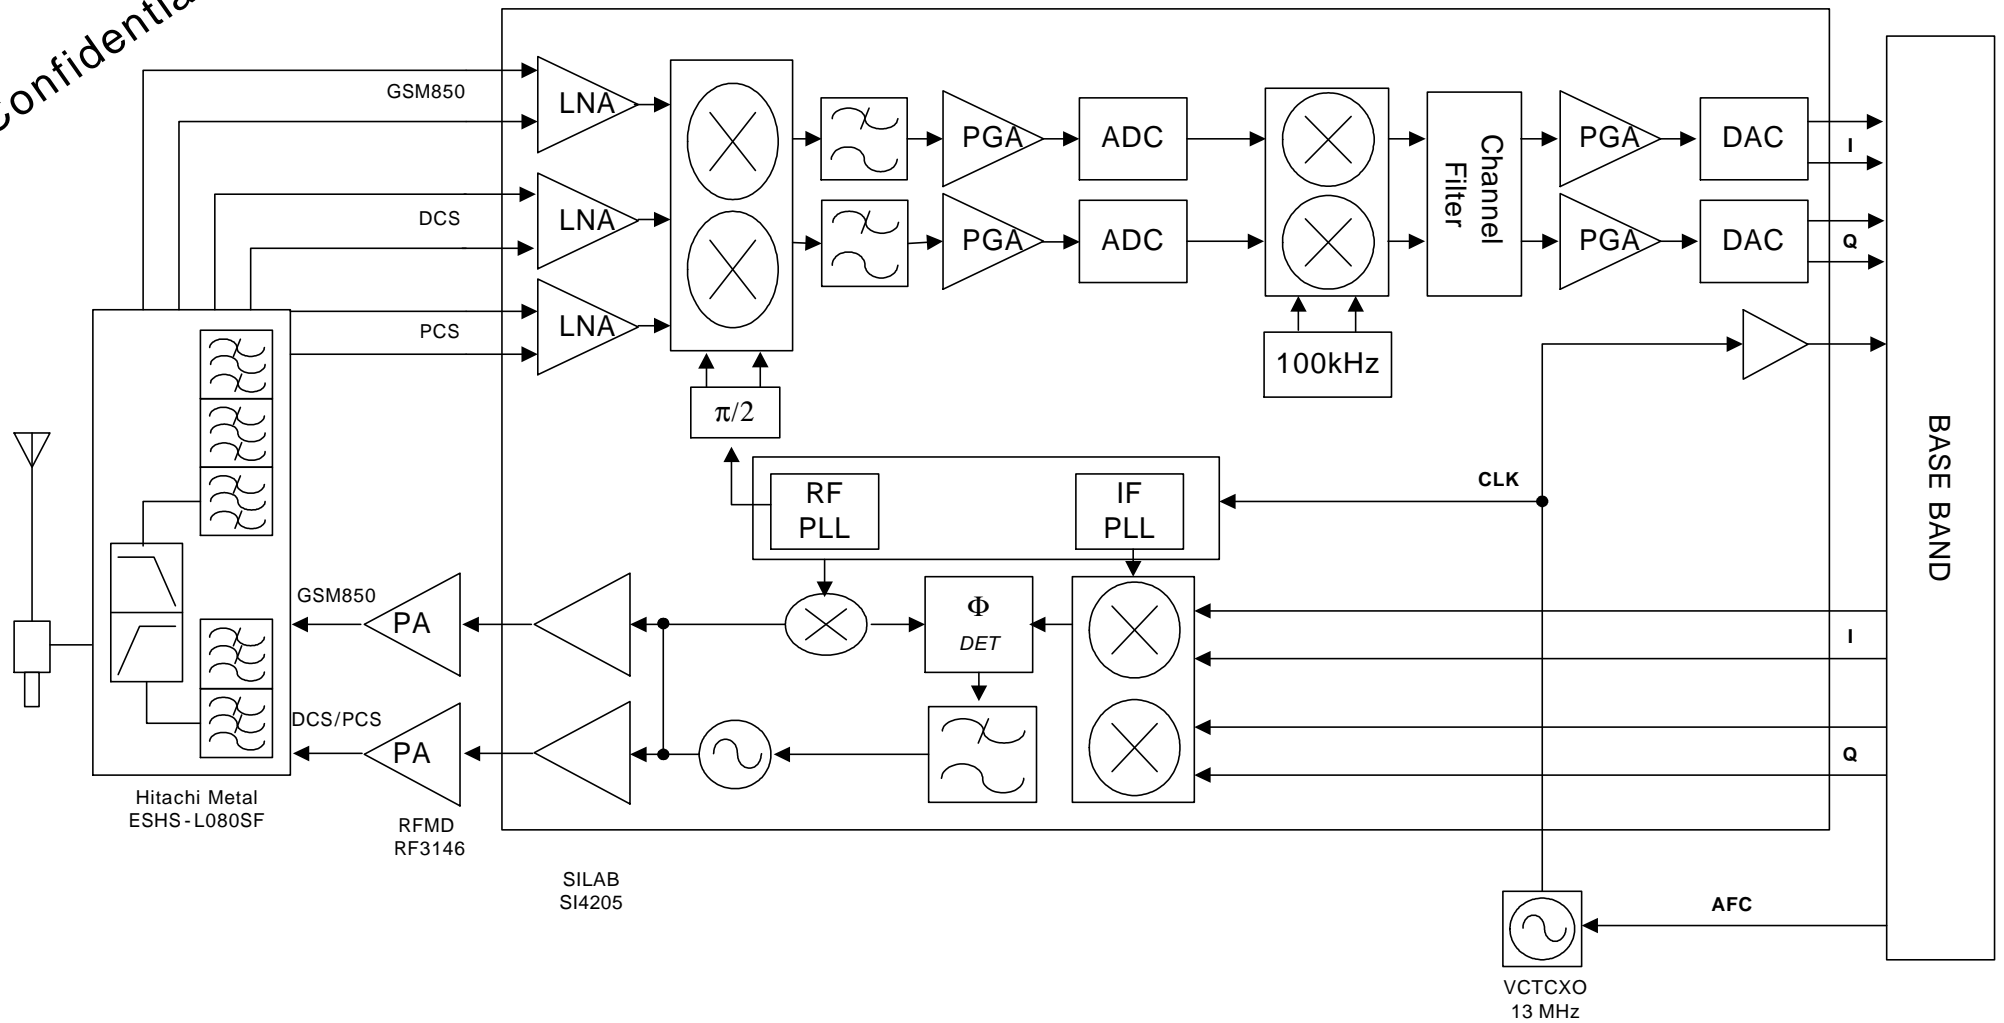 Confidential
GSM850
LNA
PGA
ADC
Channel
Filter
PGA
DAC
I
DCS
LNA
PGA
ADC
PGA
DAC
Q
PCS
LNA
100kHz
π/2
RF
PLL
IF
PLL
CLK
BASE BAND
GSM850
PA
Φ
DET
I
DCS/PCS
PA
Q
Hitachi Metal
ESHS-L080SF
RFMD
RF3146
SILAB
SI4205
AFC
VCTCXO
13 MHz